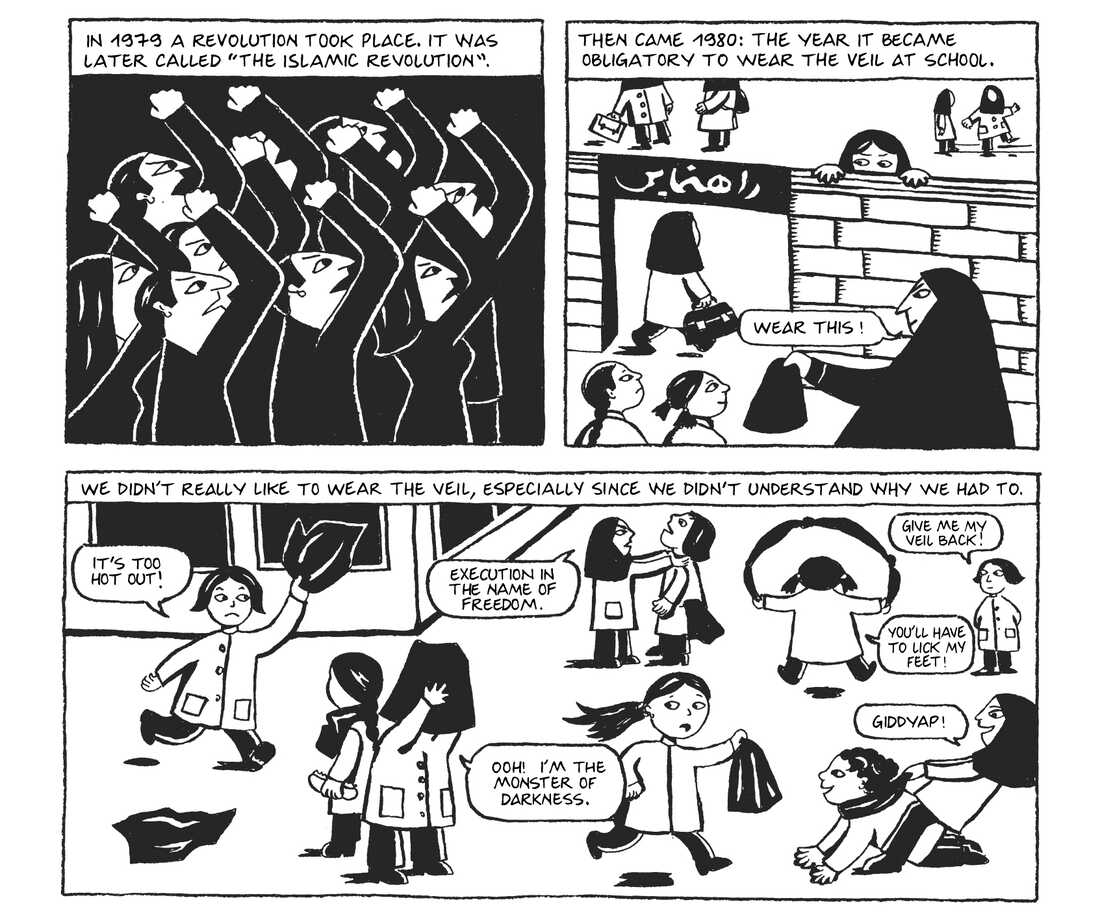 IN 1979 A REVOLUTION TOOK PLACE. IT WAS
LATER CALLED "THE ISLAMIC REVOLUTION".
THEN CAME 1980: THE YEAR IT BECAME
OBLIGATORY TO WEAR THE VEIL AT SCHOOL.
راهنمایی
WEAR THIS!
WE DIDN'T REALLY LIKE TO WEAR THE VEIL, ESPECIALLY SINCE WE DIDN'T UNDERSTAND WHY WE HAD TO.
IT'S TOO
HOT OUT!
EXECUTION IN
THE NAME OF
FREEDOM.
GIVE ME MY
VEIL BACK!
YOU'LL HAVE
TO LICK MY
FEET!
OOH! I'M THE
MONSTER OF
DARKNESS.
GIDDYAP!